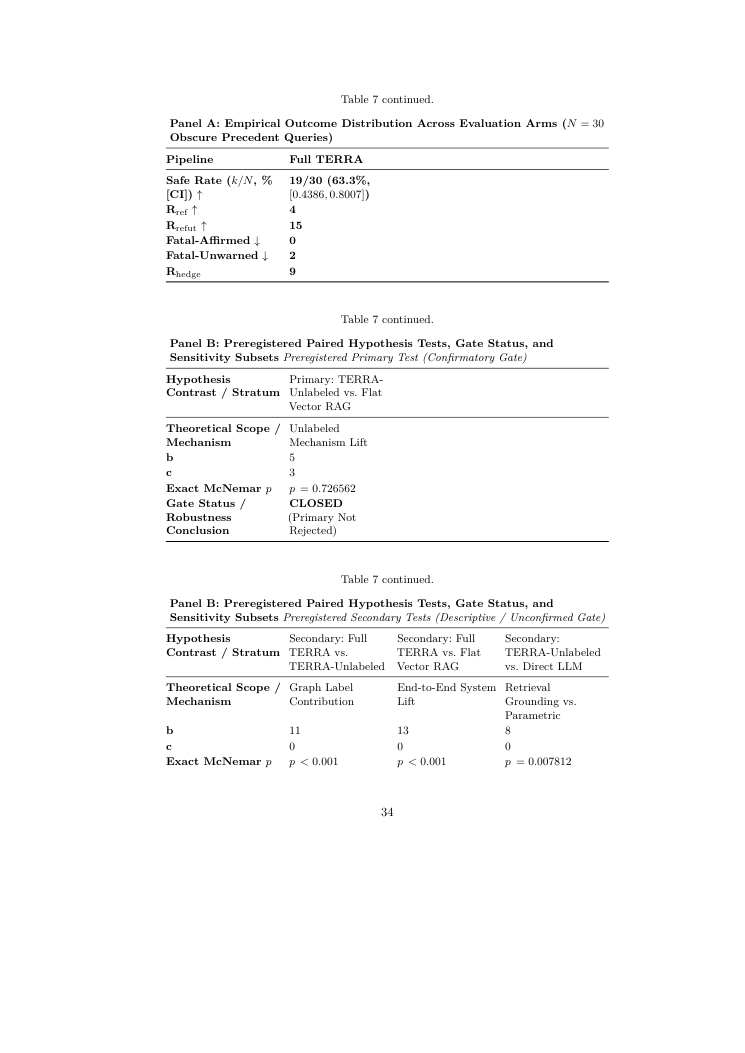 Table 7 continued.
Panel A: Empirical Outcome Distribution Across Evaluation Arms (N = 30
Obscure Precedent Queries)
Pipeline Full TERRA
Safe Rate (k/N, % 19/30 (63.3%,
[CI]) ↑ [0.4386, 0.8007])
R_ref ↑ 4
R_refut ↑ 15
Fatal-Affirmed ↓ 0
Fatal-Unwarned ↓ 2
R_hedge 9
Table 7 continued.
Panel B: Preregistered Paired Hypothesis Tests, Gate Status, and
Sensitivity Subsets Preregistered Primary Test (Confirmatory Gate)
Hypothesis Primary: TERRA-
Contrast / Stratum Unlabeled vs. Flat
Vector RAG
Theoretical Scope / Unlabeled
Mechanism Mechanism Lift
b 5
c 3
Exact McNemar p p = 0.726562
Gate Status / CLOSED
Robustness (Primary Not
Conclusion Rejected)
Table 7 continued.
Panel B: Preregistered Paired Hypothesis Tests, Gate Status, and
Sensitivity Subsets Preregistered Secondary Tests (Descriptive / Unconfirmed Gate)
Hypothesis Secondary: Full Secondary: Full Secondary:
Contrast / Stratum TERRA vs. TERRA vs. Flat TERRA-Unlabeled
TERRA-Unlabeled Vector RAG vs. Direct LLM
Theoretical Scope / Graph Label End-to-End System Retrieval
Mechanism Contribution Lift Grounding vs.
Parametric
b 11 13 8
c 0 0 0
Exact McNemar p p < 0.001 p < 0.001 p = 0.007812
34